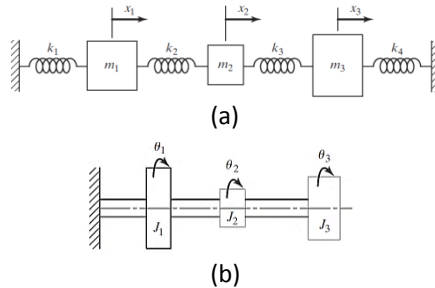 x₁ x₂ x₃
k₁ m₁ k₂ m₂ k₃ m₃ k₄
(a)
θ₁ θ₂ θ₃
J₁ J₂ J₃
(b)